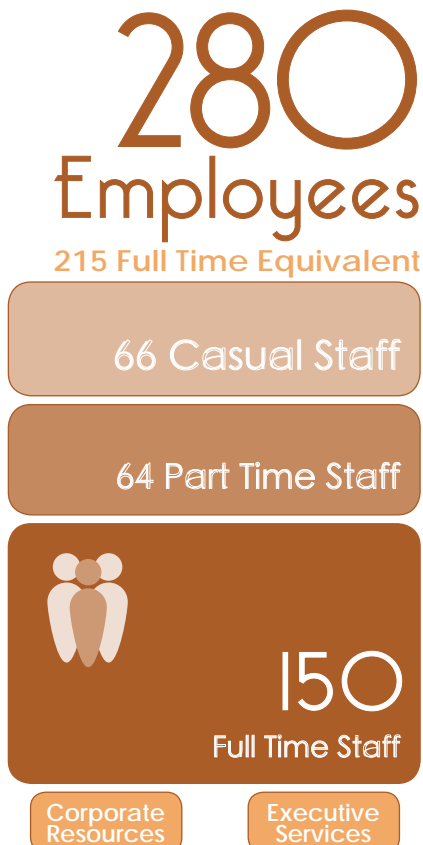 280
Employees
215 Full Time Equivalent
66 Casual Staff
64 Part Time Staff
150
Full Time Staff
Corporate
Resources
Executive
Services